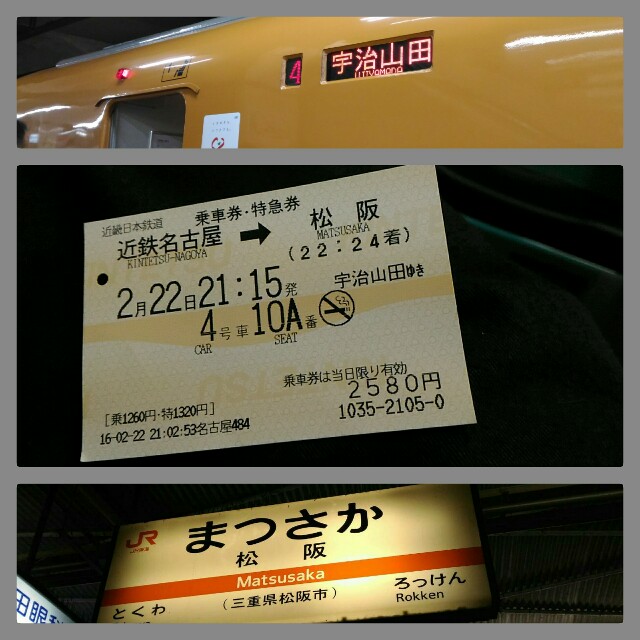 4
宇治山田
UJIYAMADA
近畿日本鉄道
乗車券・特急券
近鉄名古屋 ➡ 松阪
KINTETSU-NAGOYA MATSUSAKA
(22:24着)
2月22日21:15発 宇治山田ゆき
4号車10A番
CAR SEAT
乗車券は当日限り有効
2580円
[乗1260円・特1320円]
1035-2105-0
16-02-22 21:02:53名古屋484
JR
まつさか
松阪
Matsusaka
(三重県松阪市)
とくわ
ろっけん
Rokken
田眼科